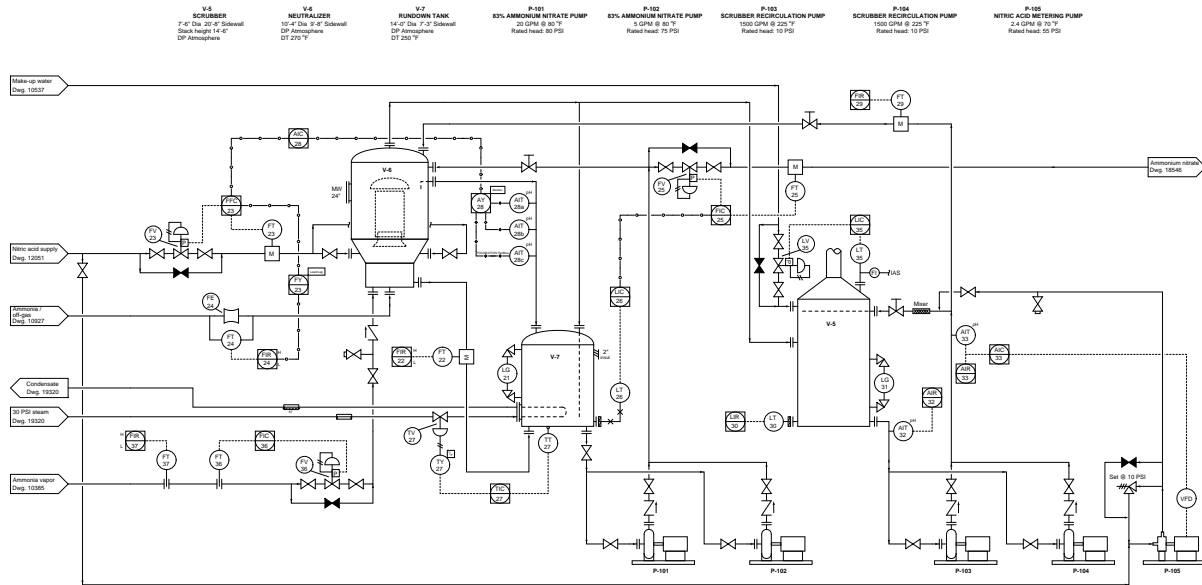 V-5
SCRUBBER
7'-6" Dia 20'-8" Sidewall
Stack height 14'-6"
DP Atmosphere
V-6
NEUTRALIZER
10'-4" Dia 9'-8" Sidewall
DP Atmosphere
DT 270 °F
V-7
RUNDOWN TANK
14'-0" Dia 7'-3" Sidewall
DP Atmosphere
DT 250 °F
P-101
83% AMMONIUM NITRATE PUMP
20 GPM @ 80 °F
Rated head: 80 PSI
P-102
83% AMMONIUM NITRATE PUMP
5 GPM @ 80 °F
Rated head: 75 PSI
P-103
SCRUBBER RECIRCULATION PUMP
1500 GPM @ 225 °F
Rated head: 10 PSI
P-104
SCRUBBER RECIRCULATION PUMP
1500 GPM @ 225 °F
Rated head: 10 PSI
P-105
NITRIC ACID METERING PUMP
2.4 GPM @ 70 °F
Rated head: 55 PSI
Make-up water
Dwg. 10537
FIR
29
FT
29
M
AIC
28
V-6
MW
24"
FFC
23
FV
23
P
FT
23
M
AY
28
AIT
28a
pH
AIT
28b
pH
AIT
28c
pH
FV
25
P
FIC
25
M
FT
25
Ammonium nitrate
Dwg. 18546
Nitric acid supply
Dwg. 12051
FY
23
LIC
35
LV
35
LT
35
FI
IAS
LIC
26
FE
24
Ammonia /
off-gas
Dwg. 10927
FT
24
FIR
24
H
L
FIR
22
H
L
FT
22
M
V-7
2"
LG
21
LT
26
V-5
Mixer
AIT
33
pH
AIC
33
AIR
33
LG
31
AIR
32
AIT
32
pH
LIR
30
LT
30
Condensate
Dwg. 19320
30 PSI steam
Dwg. 19320
TV
27
TY
27
TT
27
TIC
27
H
L
FIR
37
FT
37
FIC
36
FT
36
FV
36
P
Ammonia vapor
Dwg. 10385
Set @ 10 PSI
VFD
P-101
P-102
P-103
P-104
P-105